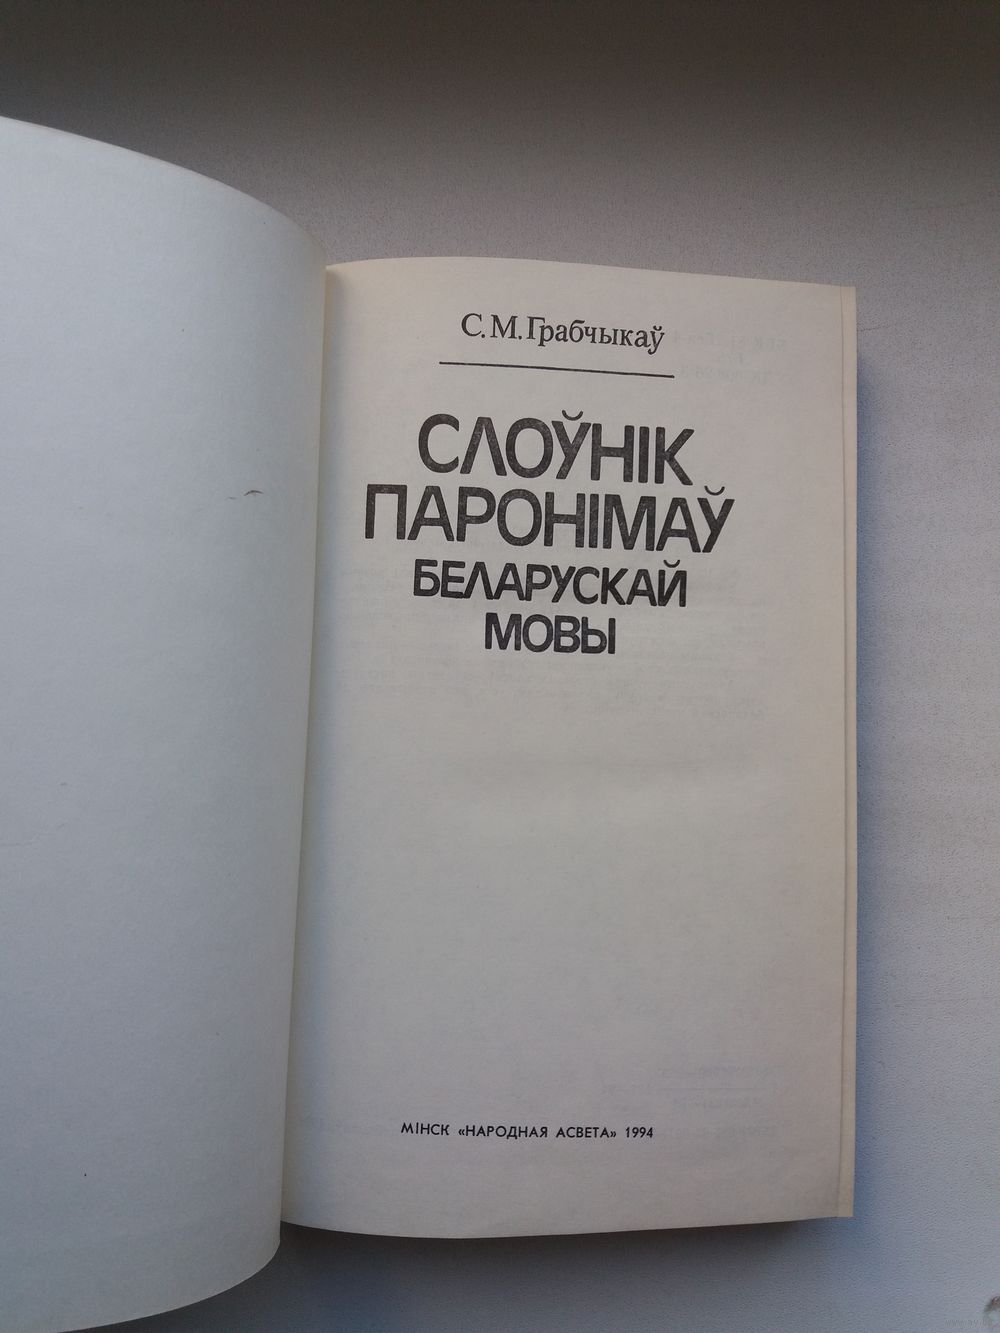 С. М. Грабчыкаў
СЛОЎНІК
ПАРОНІМАЎ
БЕЛАРУСКАЙ
МОВЫ
МІНСК «НАРОДНАЯ АСВЕТА» 1994